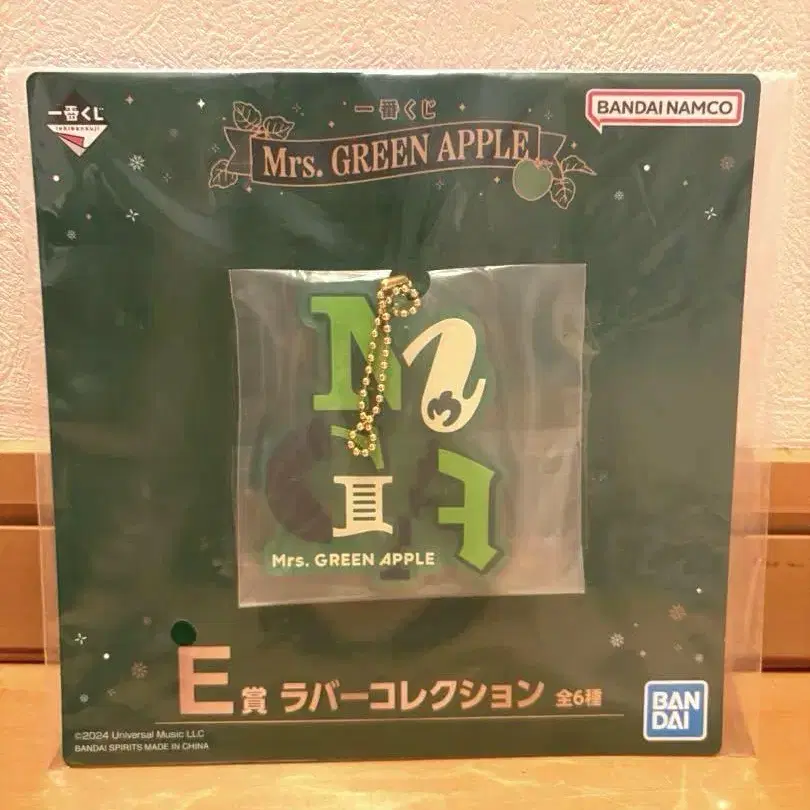 一番くじ
ichibankuji
一番くじ
BANDAI NAMCO
Mrs. GREEN APPLE
Mrs. GREEN APPLE
E賞 ラバーコレクション 全6種
BAN
DAI
©2024 Universal Music LLC
BANDAI SPIRITS MADE IN CHINA